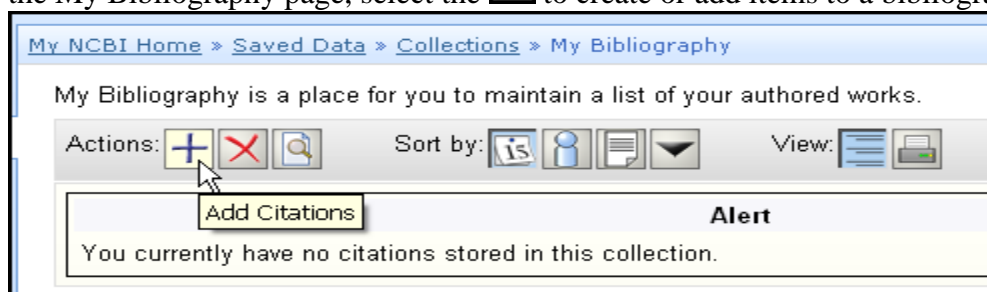 the My Bibliography page, select the to create or add items to a
My NCBI Home » Saved Data » Collections » My Bibliography
My Bibliography is a place for you to maintain a list of your authored works.
Actions: Sort by: is View:
Add Citations
Alert
You currently have no citations stored in this collection.